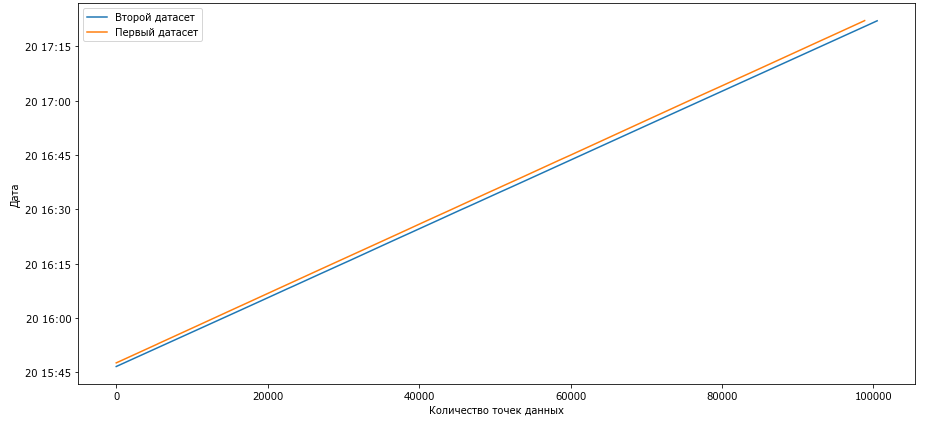 Второй датасет
Первый датасет
20 17:15
20 17:00
20 16:45
20 16:30
20 16:15
20 16:00
20 15:45
Дата
0 20000 40000 60000 80000 100000
Количество точек данных